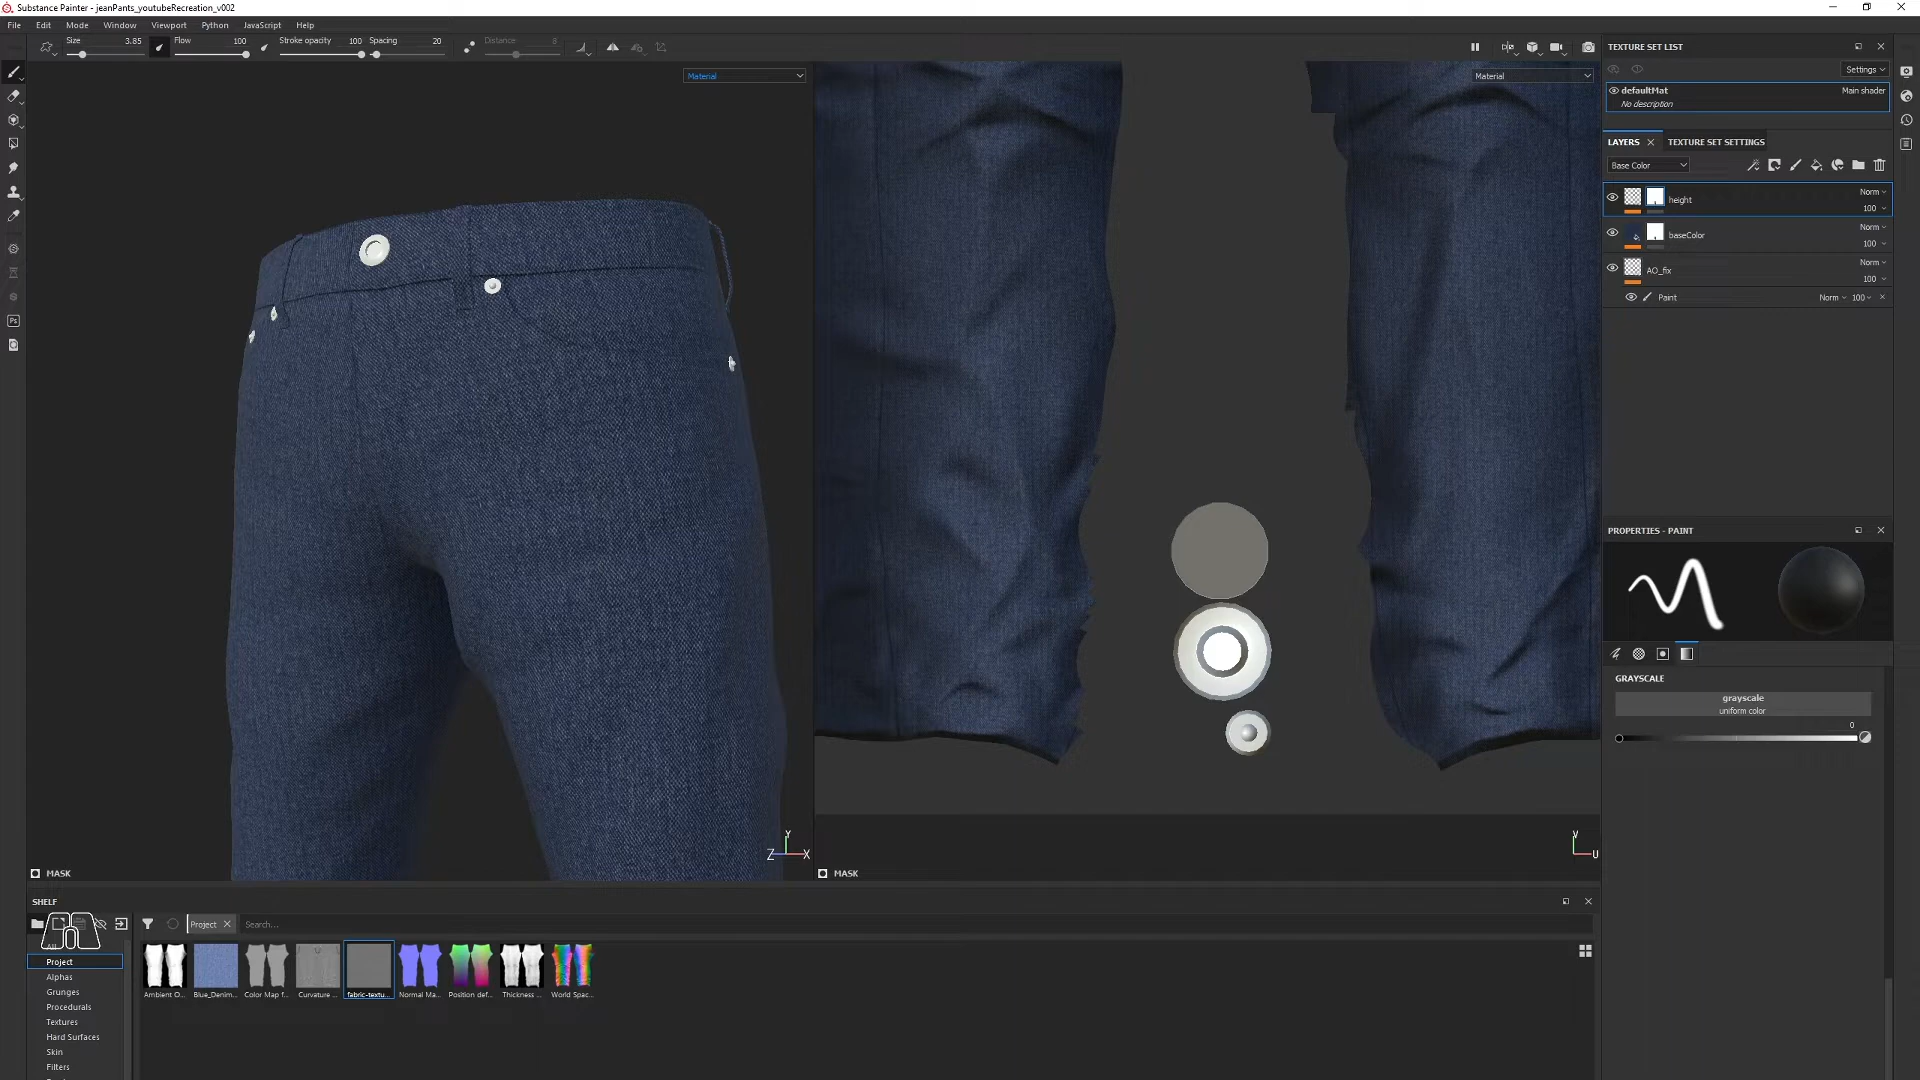 Substance Painter - jeanPants_youtubeRecreation_v002
File Edit Mode Window Viewport Python JavaScript Help
Size 3.85 Flow 100 Stroke opacity 100 Spacing 20 Distance 8
Material
Material
MASK
MASK
Y
Z X
V
U
TEXTURE SET LIST
Settings
defaultMat Main shader
No description
LAYERS TEXTURE SET SETTINGS
Base Color
height Norm 100
baseColor Norm 100
AO_fix Norm 100
Paint Norm 100
PROPERTIES - PAINT
GRAYSCALE
grayscale
uniform color
0
SHELF
Project Search...
Project
Alphas
Grunges
Procedurals
Textures
Hard Surfaces
Skin
Filters
Ambient O... Blue_Denim... Color Map f... Curvature ... fabric-textu... Normal Ma... Position def... Thickness ... World Spac...
Ps